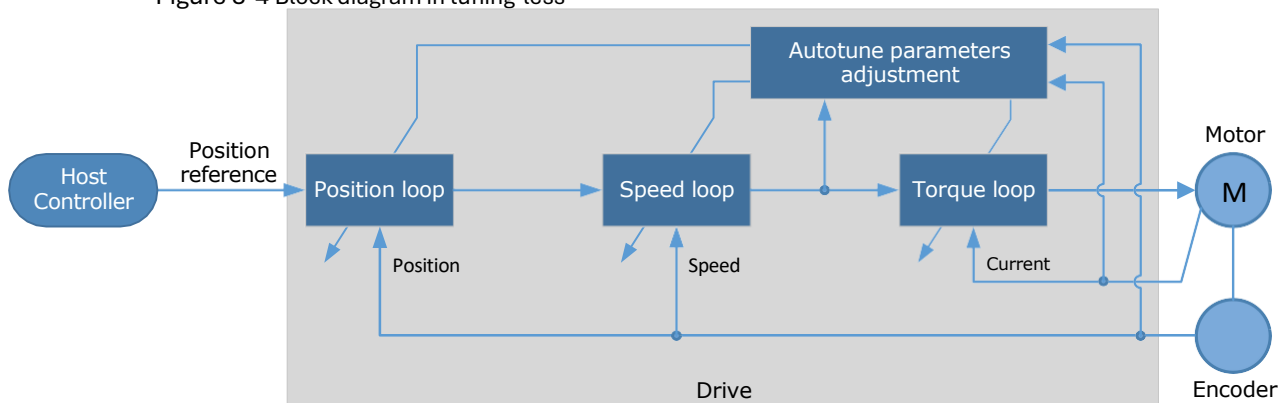 Figure 8-4 Block diagram in tuning-less
Autotune parameters
adjustment
Motor
Position
reference
Host
Controller
Position loop
Speed loop
Torque loop
M
Position
Speed
Current
Drive
Encoder